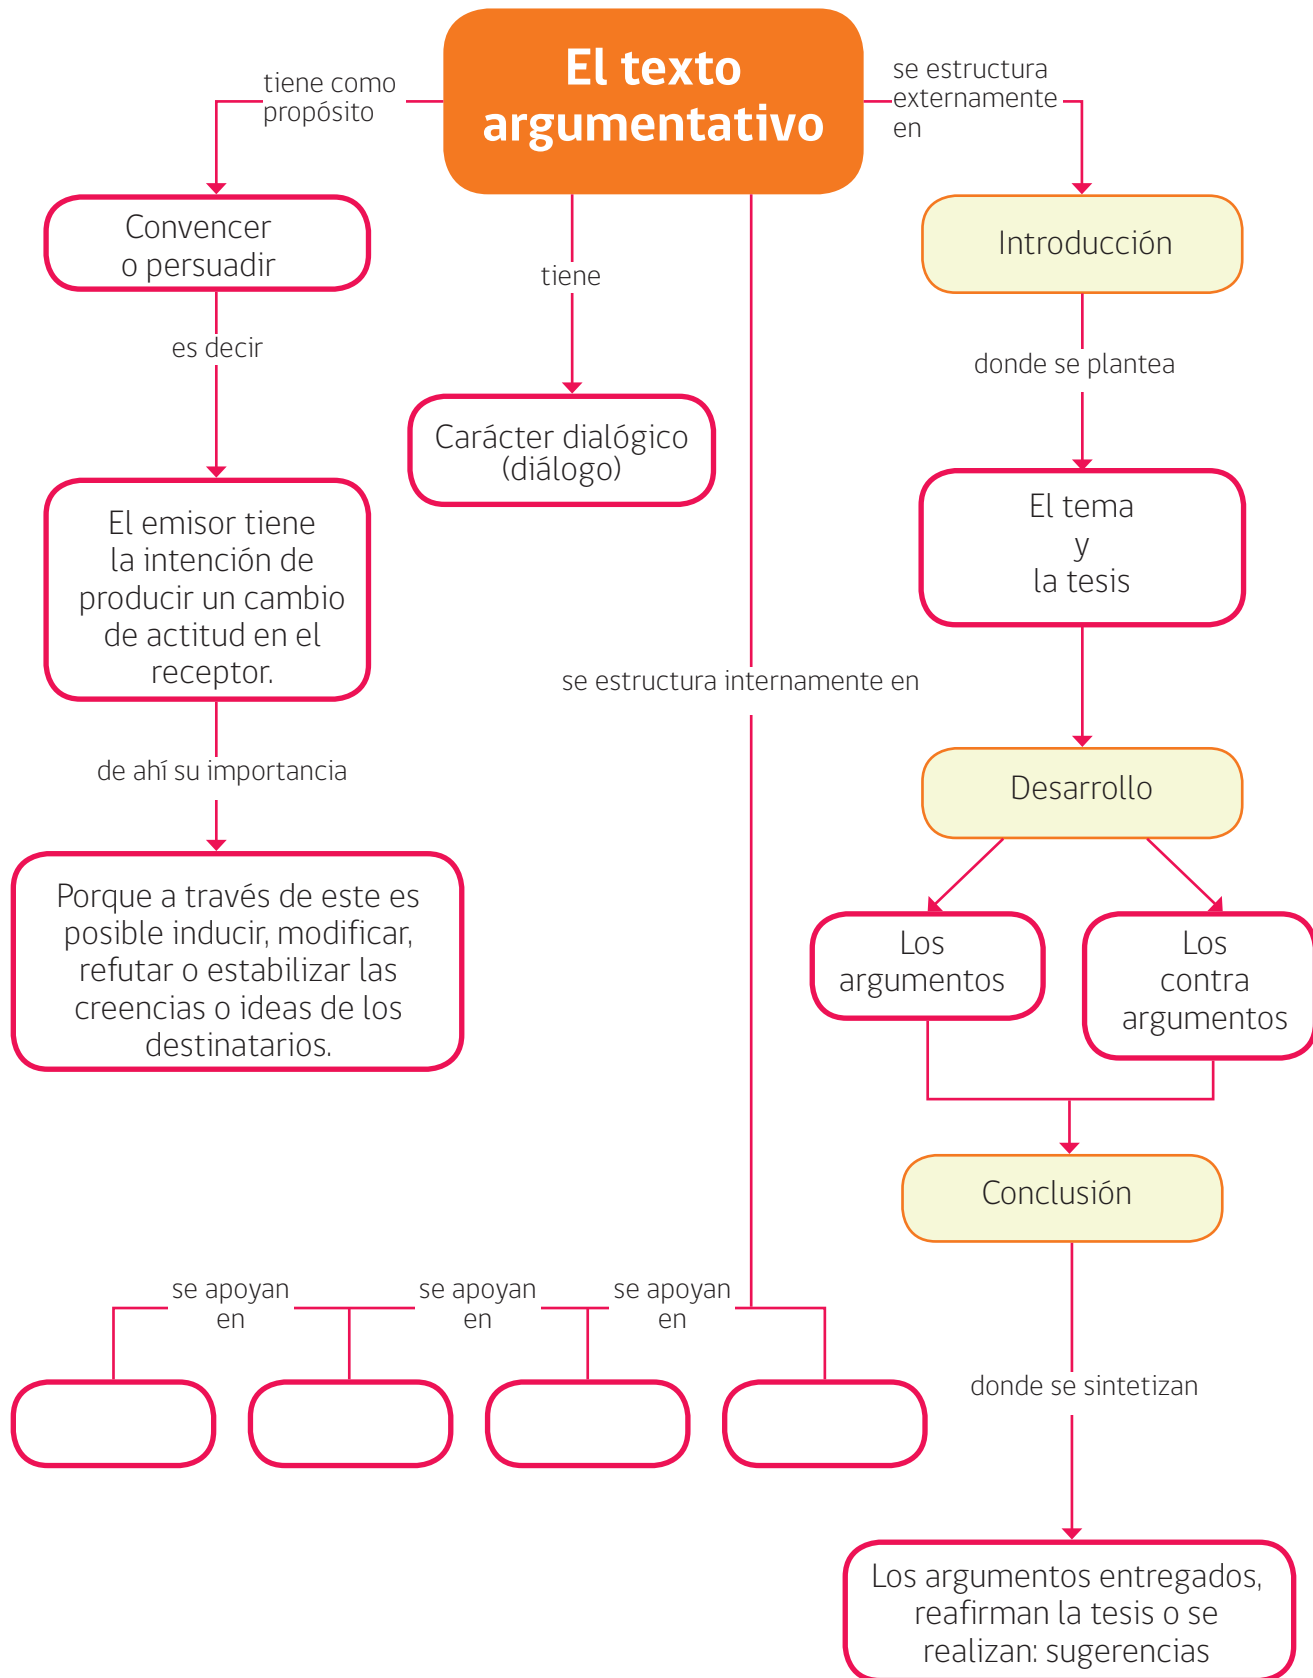 El texto
argumentativo
tiene como
propósito
se estructura
externamente
en
Convencer
o persuadir
es decir
El emisor tiene
la intención de
producir un cambio
de actitud en el
receptor.
de ahí su importancia
Porque a través de este es
posible inducir, modificar,
refutar o estabilizar las
creencias o ideas de los
destinatarios.
tiene
Carácter dialógico
(diálogo)
se estructura internamente en
se apoyan
en
se apoyan
en
se apoyan
en
Introducción
donde se plantea
El tema
y
la tesis
Desarrollo
Los
argumentos
Los
contra
argumentos
Conclusión
donde se sintetizan
Los argumentos entregados,
reafirman la tesis o se
realizan: sugerencias